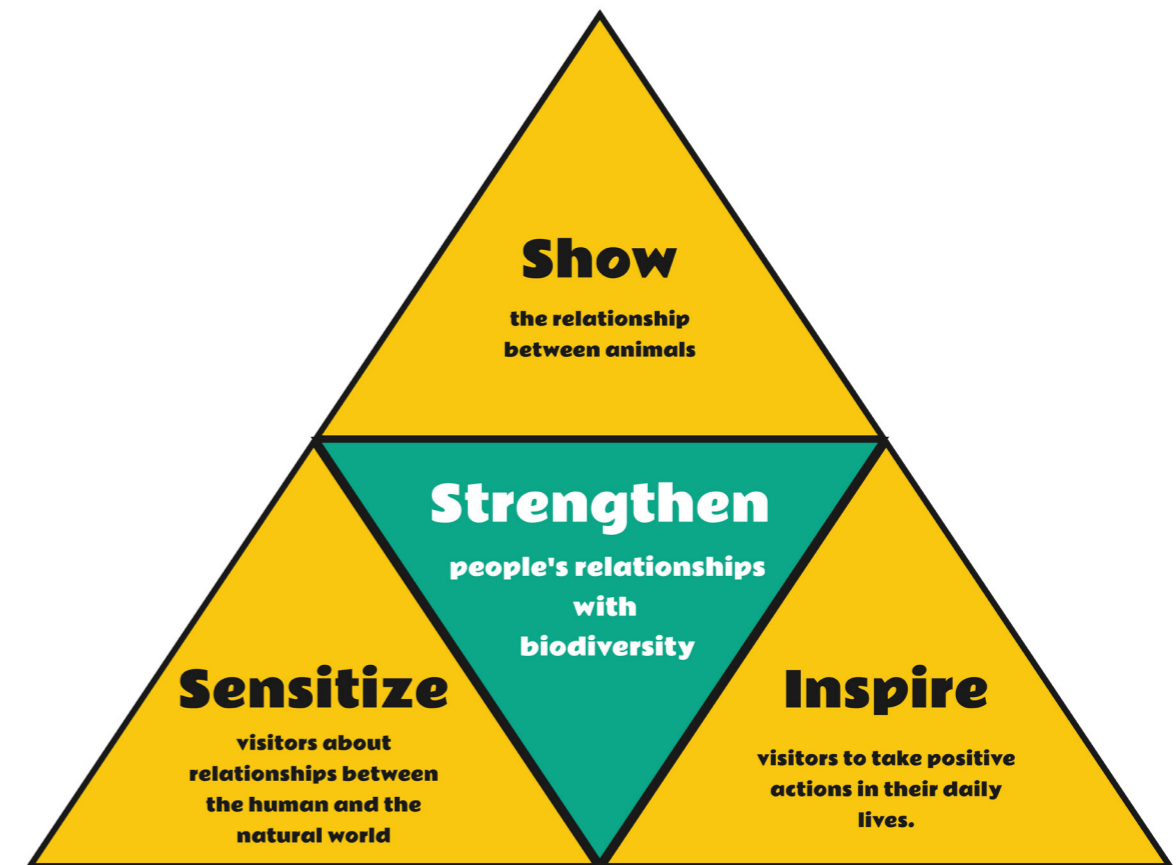 Show
the relationship
between animals
Strengthen
people's relationships
with
biodiversity
Sensitize
visitors about
relationships between
the human and the
natural world
Inspire
visitors to take positive
actions in their daily
lives.